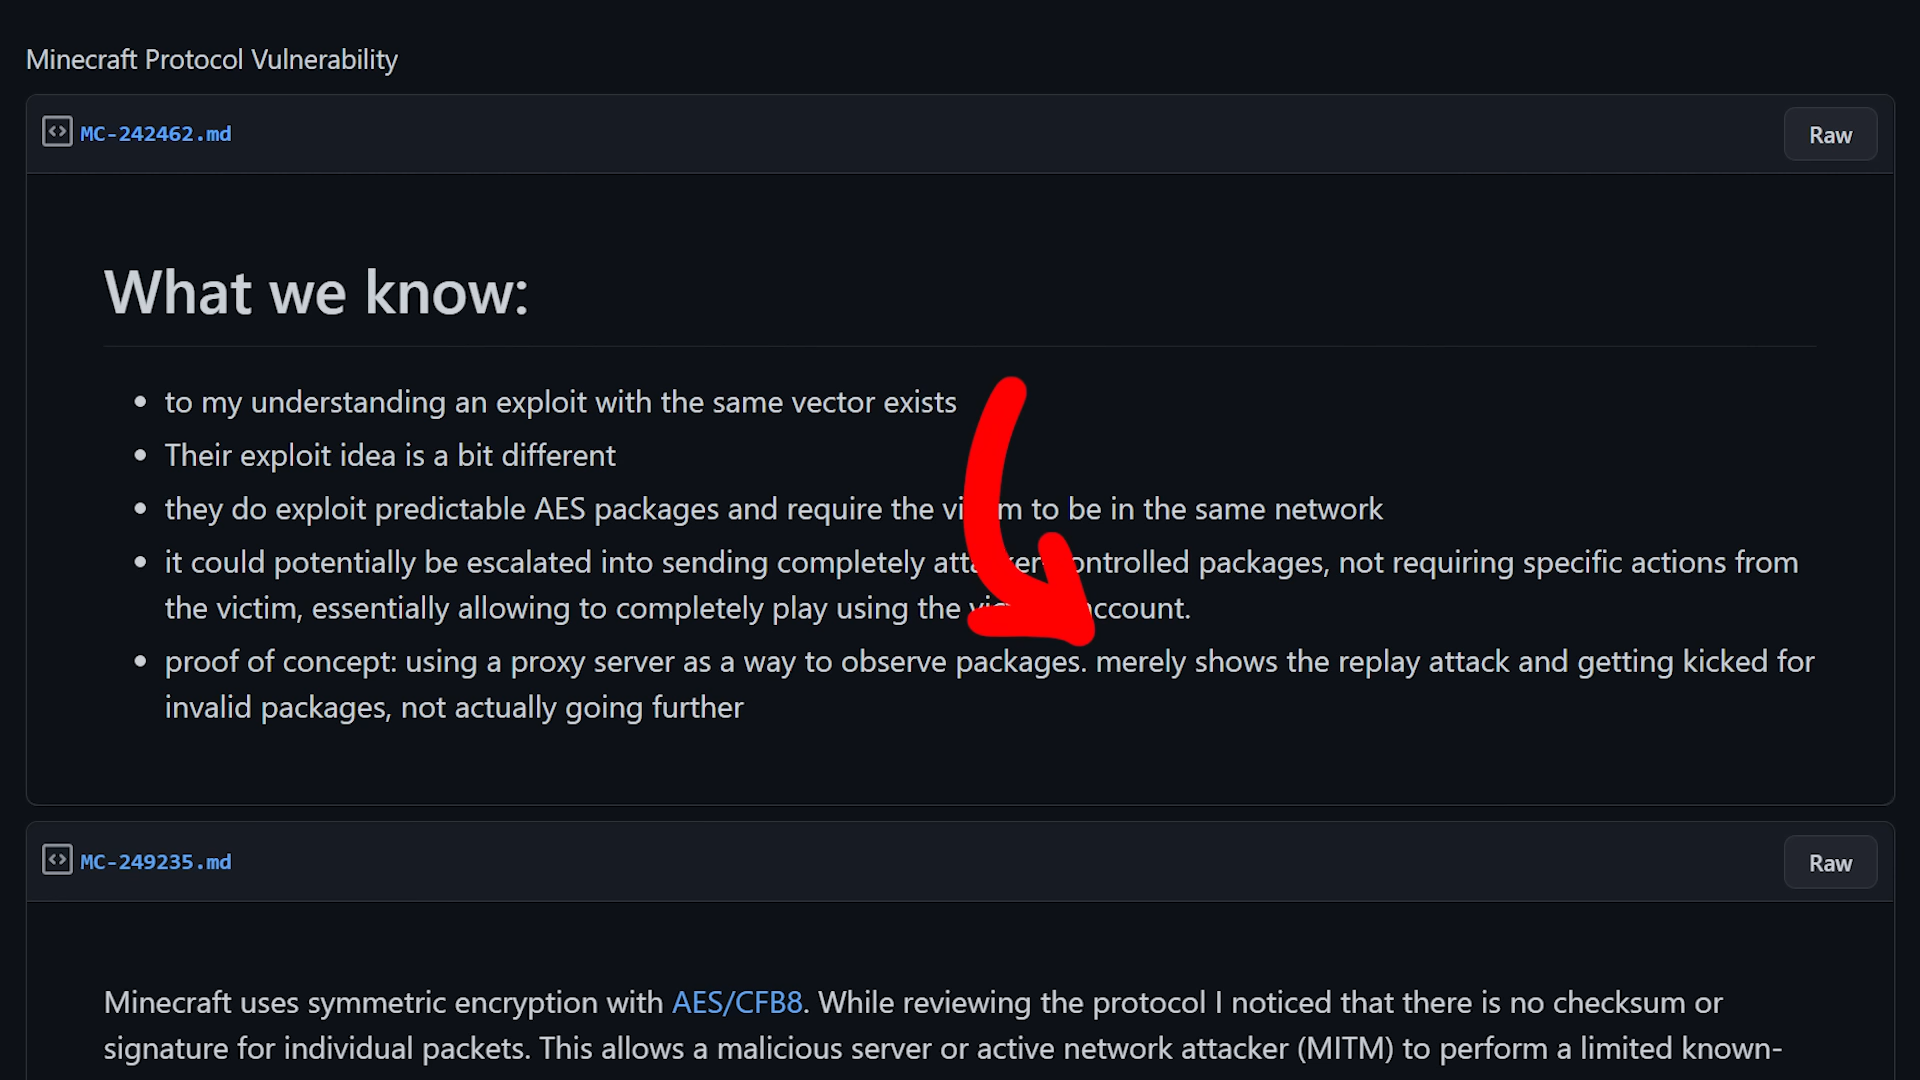 Minecraft Protocol Vulnerability
MC-242462.md
Raw
What we know:
to my understanding an exploit with the same vector exists
Their exploit idea is a bit different
they do exploit predictable AES packages and require the to be in the same network
it could potentially be escalated into sending completely packages, not requiring specific actions from
the victim, essentially allowing to completely play using the account.
proof of concept: using a proxy server as a way to observe packages. merely shows the replay attack and getting kicked for
invalid packages, not actually going further
MC-249235.md
Raw
Minecraft uses symmetric encryption with AES/CFB8. While reviewing the protocol I noticed that there is no checksum or
signature for individual packets. This allows a malicious server or active network attacker (MITM) to perform a limited known-